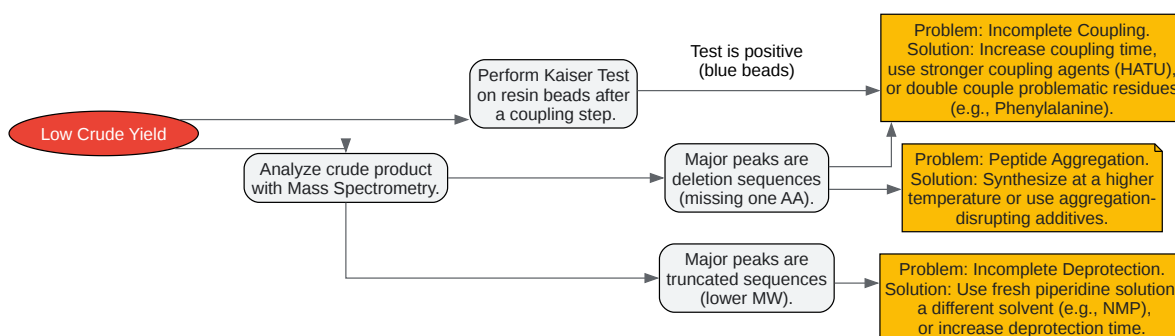 Low Crude Yield
Perform Kaiser Test
on resin beads after
a coupling step.
Test is positive
(blue beads)
Problem: Incomplete Coupling.
Solution: Increase coupling time,
use stronger coupling agents (HATU),
or double couple problematic residues
(e.g., Phenylalanine).
Analyze crude product
with Mass Spectrometry.
Major peaks are
deletion sequences
(missing one AA).
Problem: Peptide Aggregation.
Solution: Synthesize at a higher
temperature or use aggregation-
disrupting additives.
Major peaks are
truncated sequences
(lower MW).
Problem: Incomplete Deprotection.
Solution: Use fresh piperidine solution,
a different solvent (e.g., NMP),
or increase deprotection time.